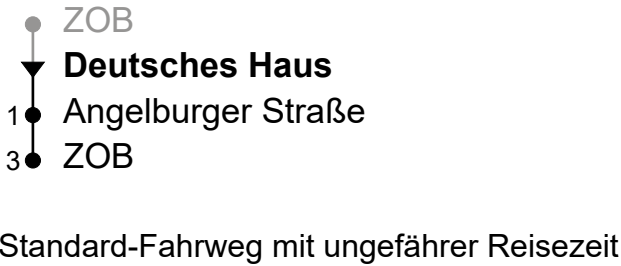 ZOB
Deutsches Haus
1 Angelburger Straße
3 ZOB
Standard-Fahrweg mit ungefährer Reisezeit